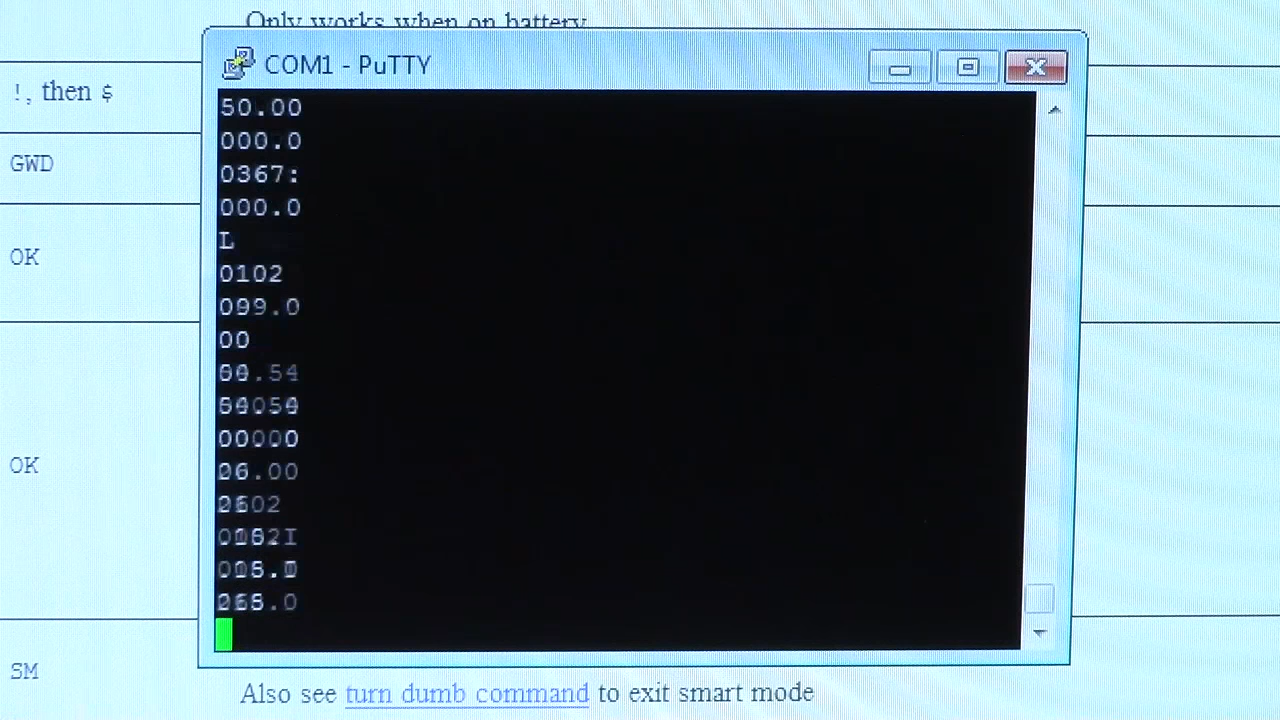 Only works when on battery
COM1 - PuTTY
!, then $
GWD
OK
OK
SM
50.00
000.0
0367:
000.0
L
0102
099.0
00
00000
Also see turn dumb command to exit smart mode